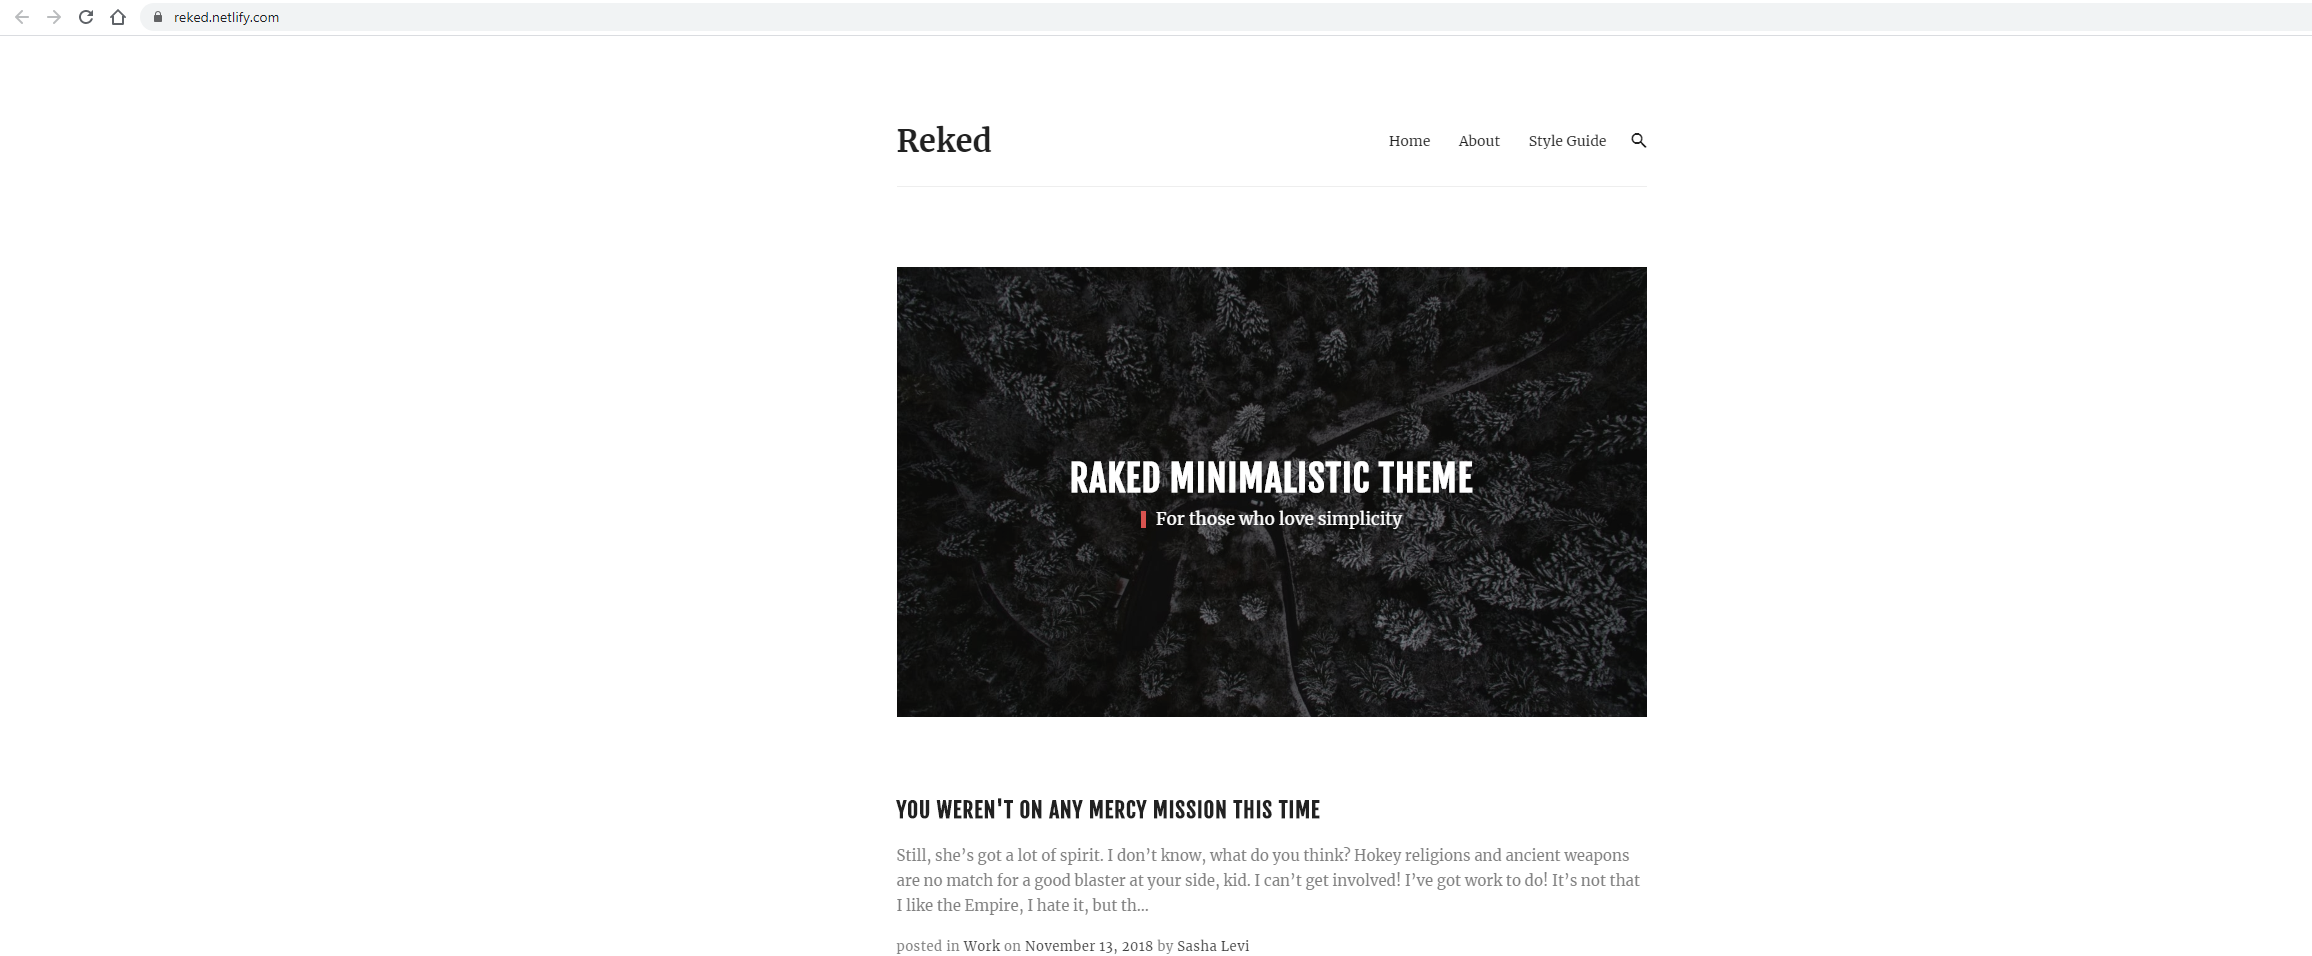 reked.netlify.com
Reked
Home About Style Guide
RAKED MINIMALISTIC THEME
For those who love simplicity
YOU WEREN'T ON ANY MERCY MISSION THIS TIME
Still, she’s got a lot of spirit. I don’t know, what do you think? Hokey religions and ancient weapons
are no match for a good blaster at your side, kid. I can’t get involved! I’ve got work to do! It’s not that
I like the Empire, I hate it, but th...
posted in Work on November 13, 2018 by Sasha Levi